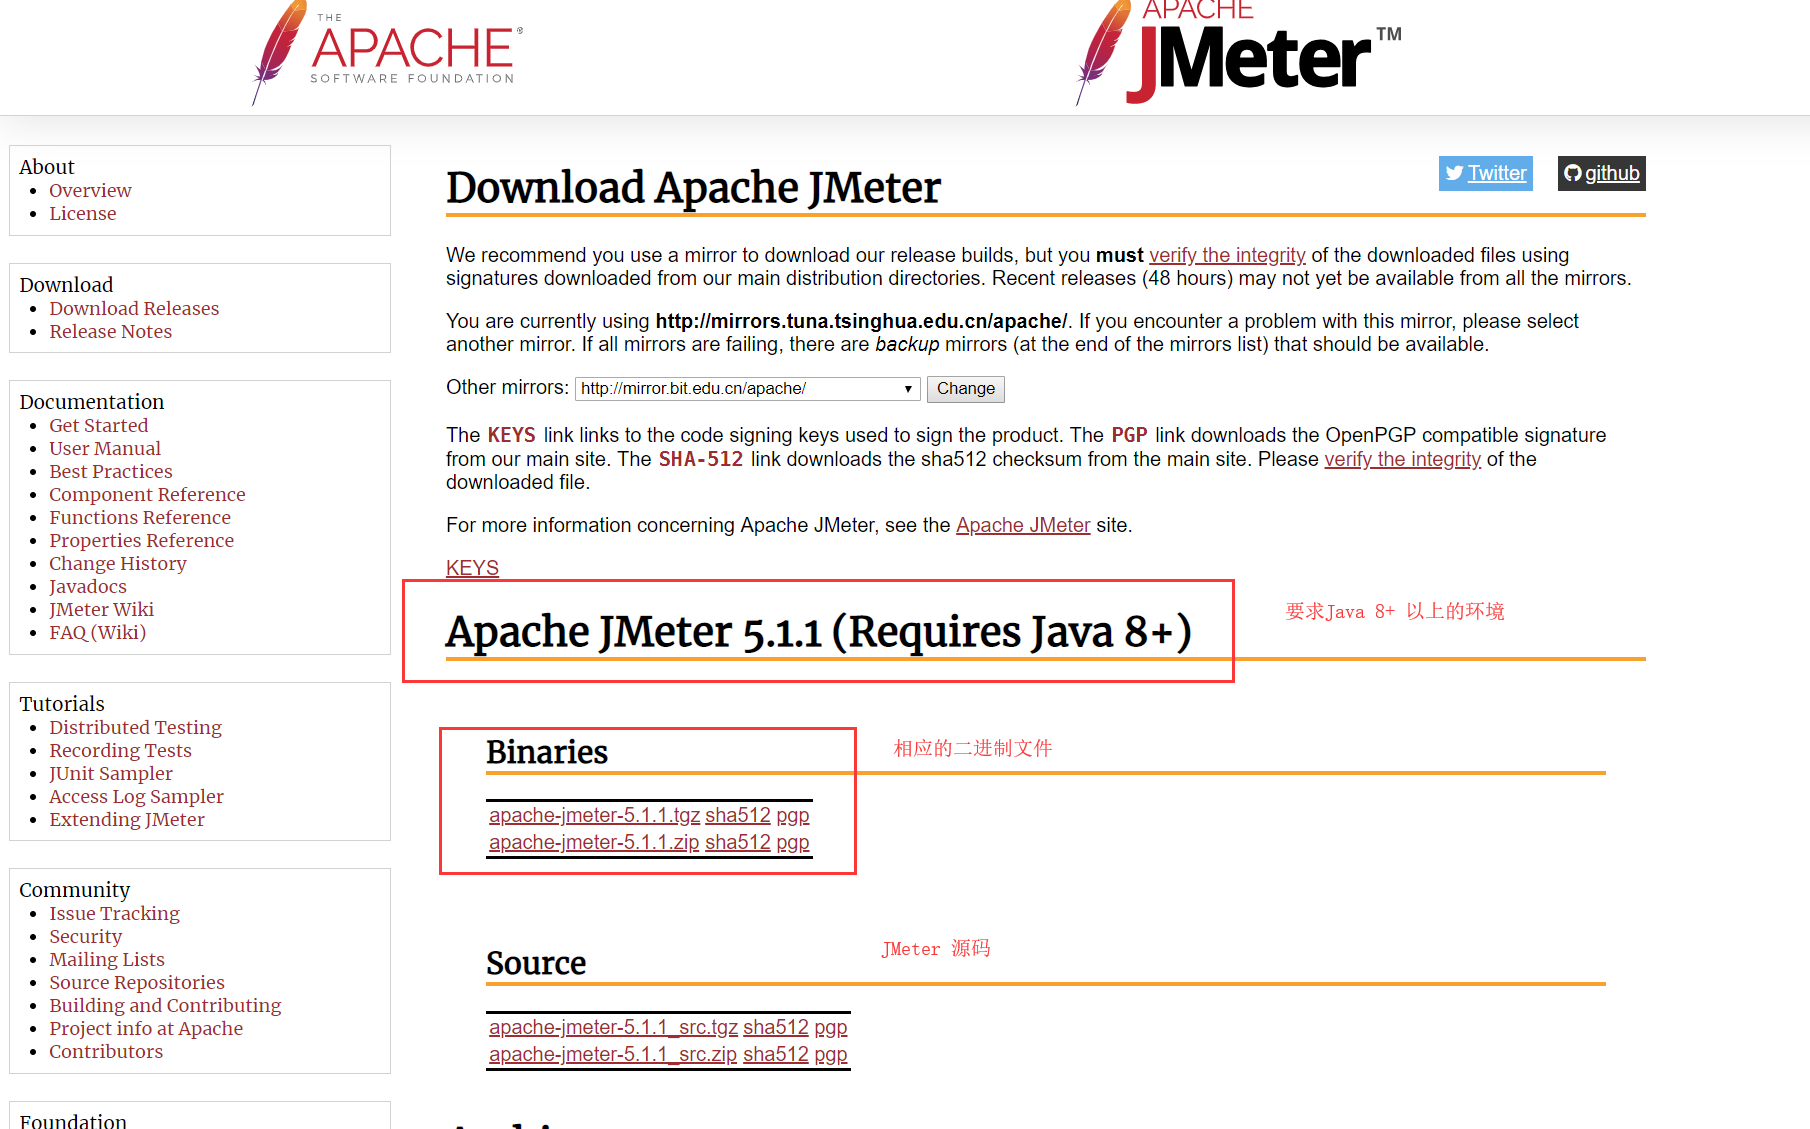 THE
APACHE®
SOFTWARE FOUNDATION
APACHE
JMeter™
About
Overview
License
Download
Download Releases
Release Notes
Documentation
Get Started
User Manual
Best Practices
Component Reference
Functions Reference
Properties Reference
Change History
Javadocs
JMeter Wiki
FAQ (Wiki)
Tutorials
Distributed Testing
Recording Tests
JUnit Sampler
Access Log Sampler
Extending JMeter
Community
Issue Tracking
Security
Mailing Lists
Source Repositories
Building and Contributing
Project info at Apache
Contributors
Foundation
Twitter
github
Download Apache JMeter
We recommend you use a mirror to download our release builds, but you must verify the integrity of the downloaded files using
signatures downloaded from our main distribution directories. Recent releases (48 hours) may not yet be available from all the mirrors.
You are currently using http://mirrors.tuna.tsinghua.edu.cn/apache/. If you encounter a problem with this mirror, please select
another mirror. If all mirrors are failing, there are backup mirrors (at the end of the mirrors list) that should be available.
Other mirrors: http://mirror.bit.edu.cn/apache/ Change
The KEYS link links to the code signing keys used to sign the product. The PGP link downloads the OpenPGP compatible signature
from our main site. The SHA-512 link downloads the sha512 checksum from the main site. Please verify the integrity of the
downloaded file.
For more information concerning Apache JMeter, see the Apache JMeter site.
KEYS
Apache JMeter 5.1.1 (Requires Java 8+)
要求Java 8+ 以上的环境
Binaries
相应的二进制文件
apache-jmeter-5.1.1.tgz sha512 pgp
apache-jmeter-5.1.1.zip sha512 pgp
Source
JMeter 源码
apache-jmeter-5.1.1_src.tgz sha512 pgp
apache-jmeter-5.1.1_src.zip sha512 pgp